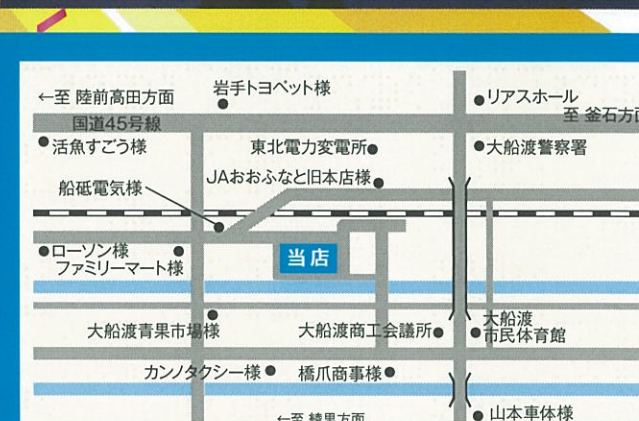 ←至 陸前高田方面
岩手トヨペット様
リアスホール
至 釜石方面
国道45号線
活魚すごう様
東北電力変電所
大船渡警察署
船砥電気様
JAおおふなと旧本店様
ローソン様
ファミリーマート様
当店
大船渡青果市場様
大船渡商工会議所
大船渡
市民体育館
カンノタクシー様
橋爪商事様
←至 綾里方面
山本車体様